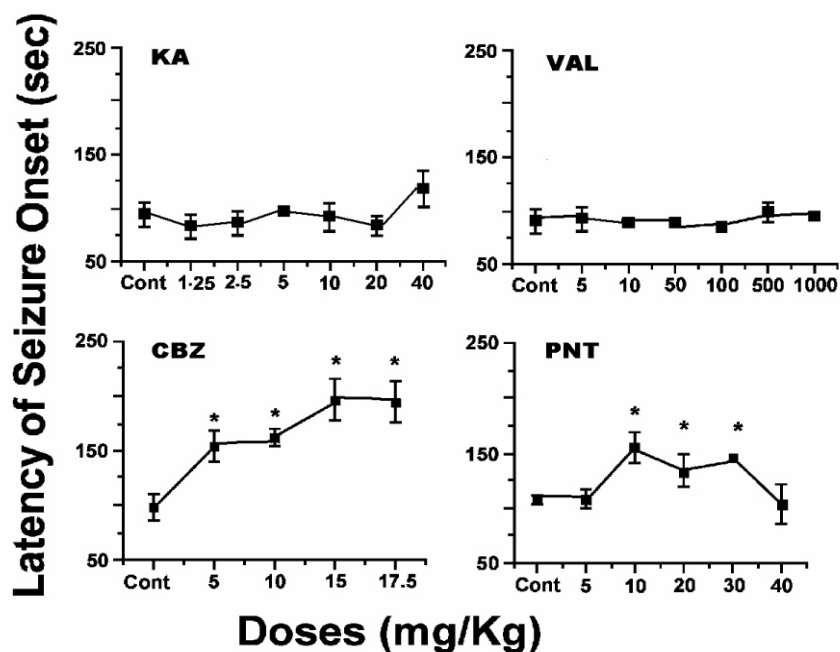 Latency of Seizure Onset (sec)
KA
250
150
50
Cont 1·25 2·5 5 10 20 40
VAL
250
150
50
Cont 5 10 50 100 500 1000
CBZ
250
150
50
* * * *
Cont 5 10 15 17.5
PNT
250
150
50
* * *
Cont 5 10 20 30 40
Doses (mg/Kg)